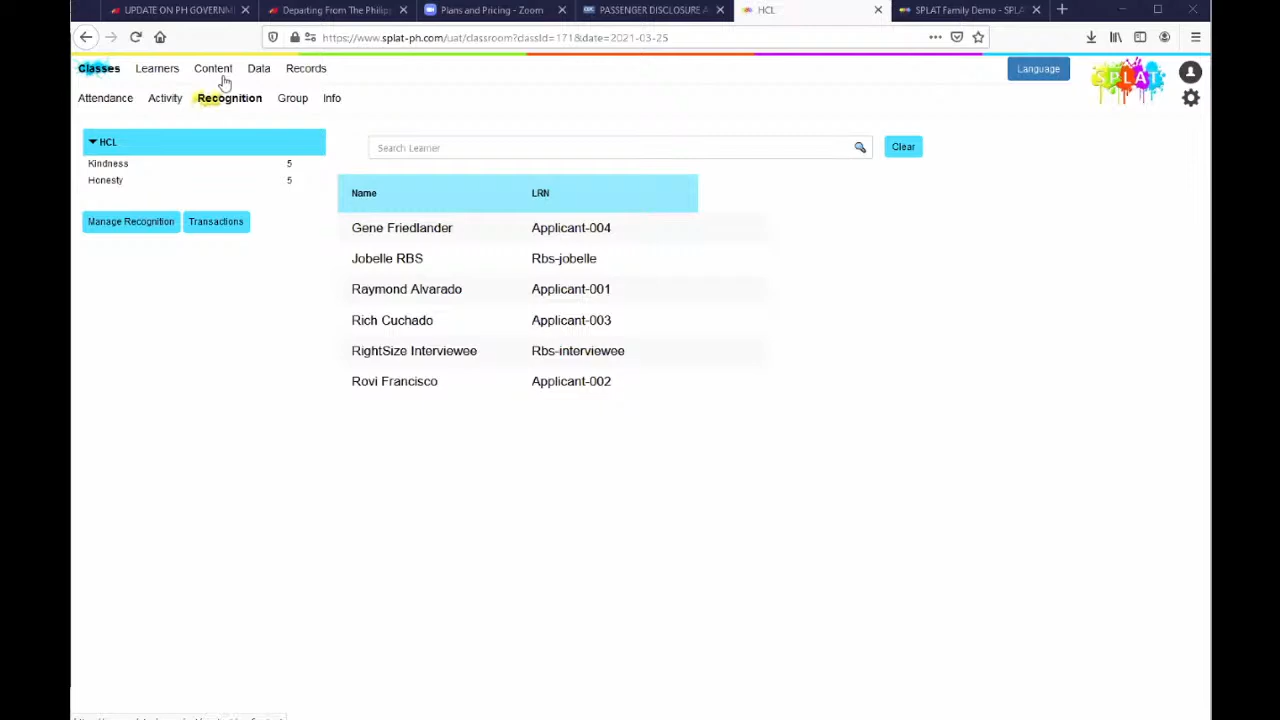 UPDATE ON PH GOVERNM
Departing From The Philip
Plans and Pricing - Zoom
PASSENGER DISCLOSURE A
HCL
SPLAT Family Demo - SPLA
https://www.splat-ph.com/uat/classroom?classId=171&date=2021-03-25
Classes Learners Content Data Records
Language
SPLAT
Attendance Activity Recognition Group Info
HCL
Search Learner
Clear
Kindness 5
Honesty 5
Name LRN
Manage Recognition Transactions
Gene Friedlander Applicant-004
Jobelle RBS Rbs-jobelle
Raymond Alvarado Applicant-001
Rich Cuchado Applicant-003
RightSize Interviewee Rbs-interviewee
Rovi Francisco Applicant-002